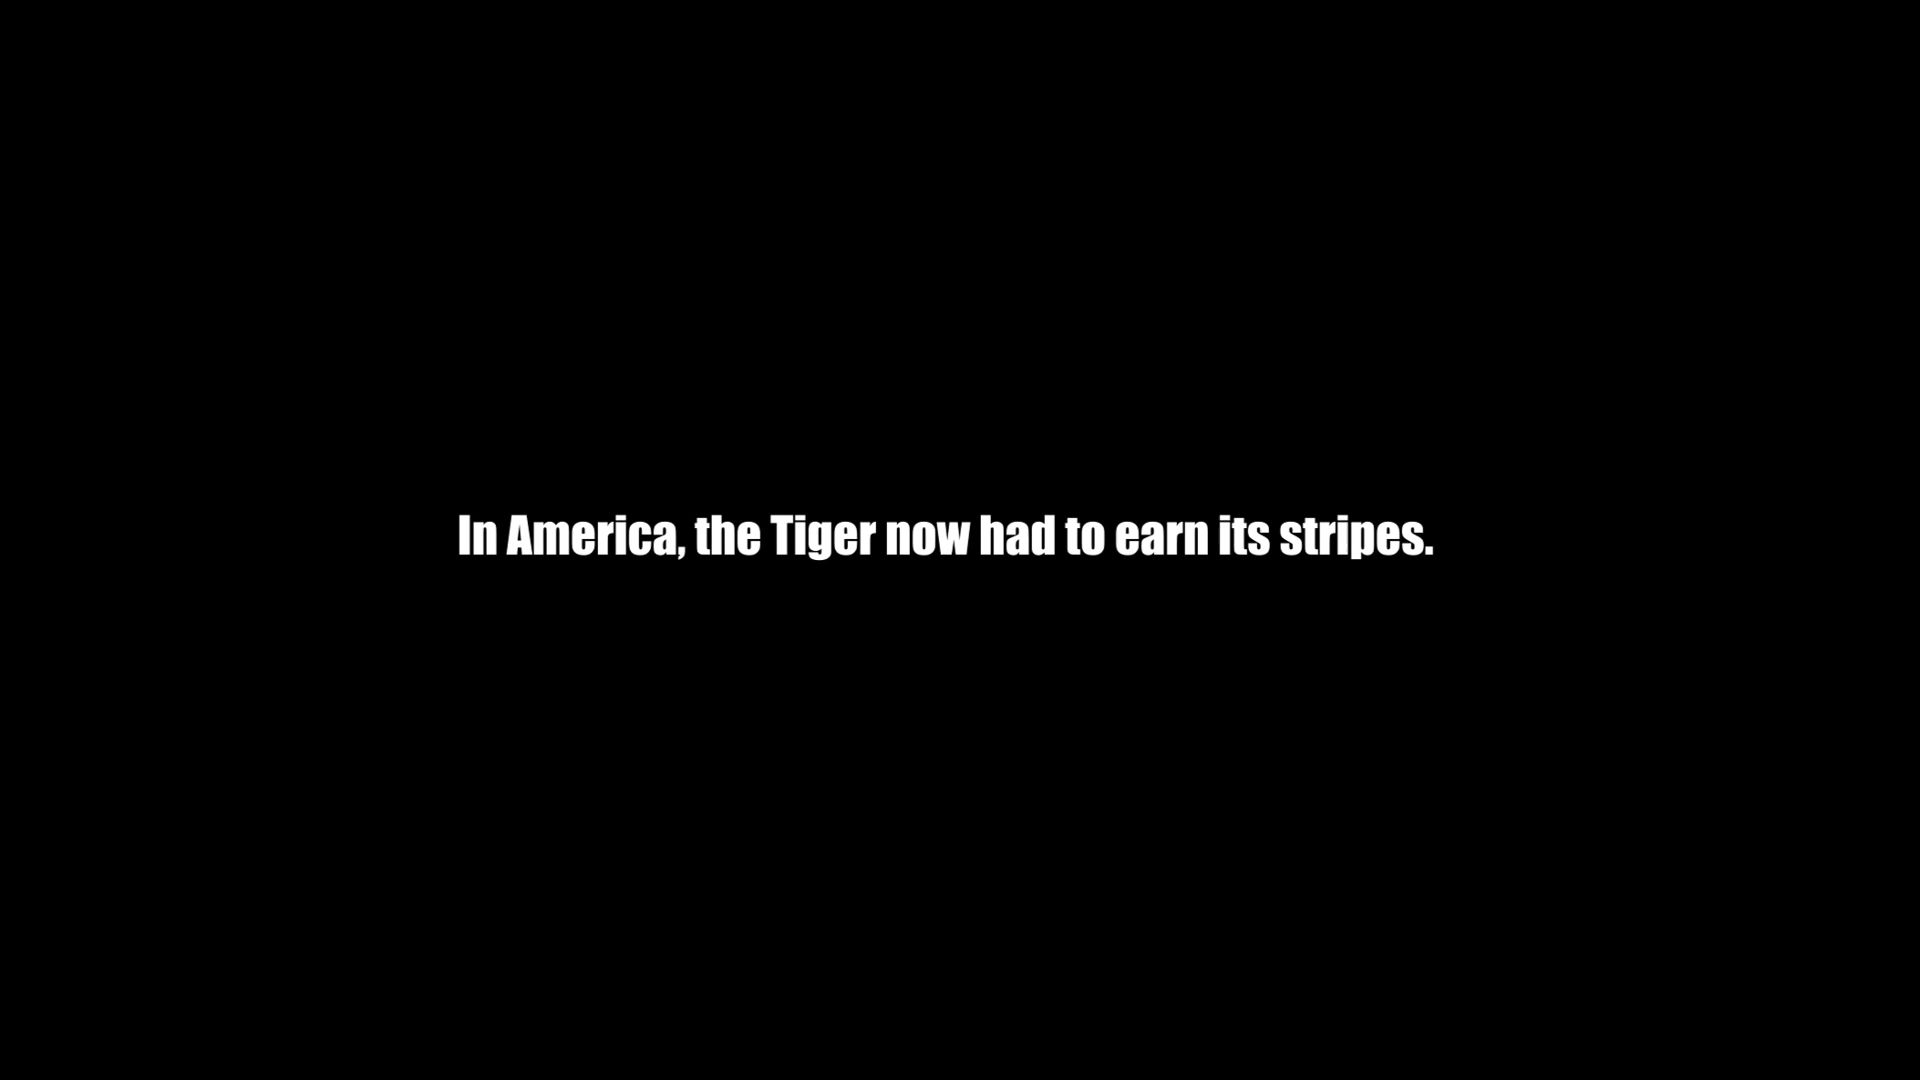 In America, the Tiger now had to earn its stripes.